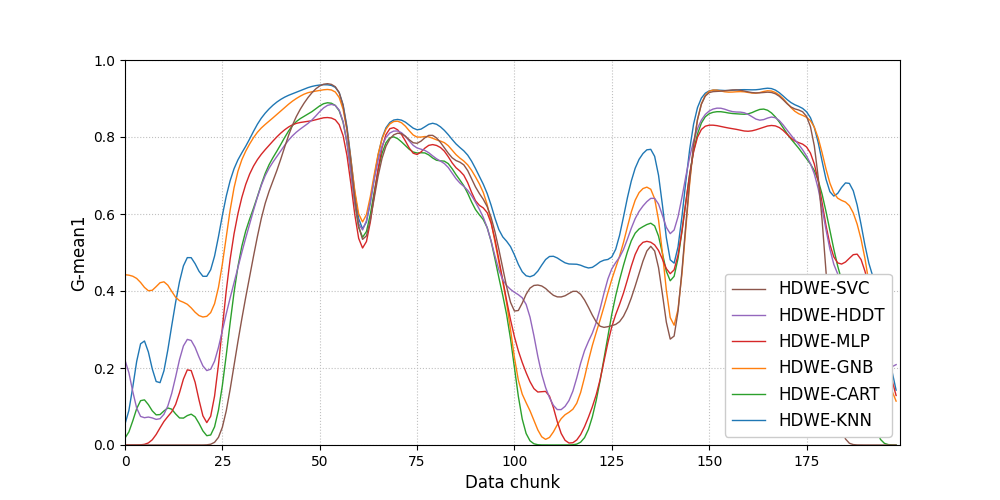 1.0
0.8
0.6
0.4
0.2
0.0
G-mean1
0 25 50 75 100 125 150 175
Data chunk
HDWE-SVC
HDWE-HDDT
HDWE-MLP
HDWE-GNB
HDWE-CART
HDWE-KNN